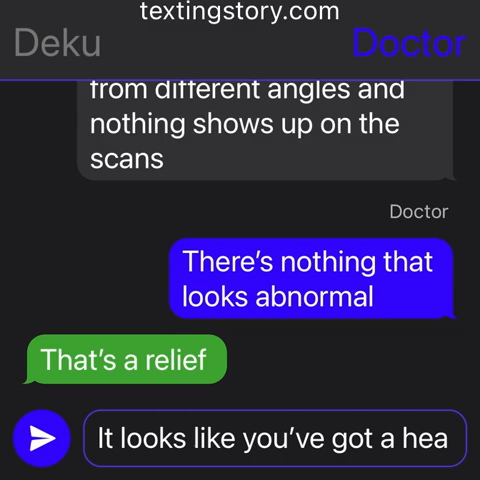 textingstory.com
Deku
Doctor
from different angles and
nothing shows up on the
scans
Doctor
There’s nothing that
looks abnormal
That’s a relief
It looks like you’ve got a hea